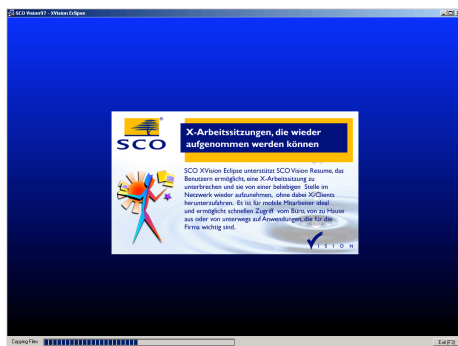 SCO Vision97 - XVision Eclipse
SCO
X-Arbeitssitzungen, die wieder
aufgenommen werden können
SCO XVision Eclipse unterstützt SCO Vision Resume, das
Benutzern ermöglicht, eine X-Arbeitssitzung zu
unterbrechen und sie von einer beliebigen Stelle im
Netzwerk wieder aufzunehmen, ohne dabei X-Clients
herunterzufahren. Es ist für mobile Mitarbeiter ideal
und ermöglicht schnellen Zugriff vom Büro, von zu Hause
aus oder von unterwegs auf Anwendungen, die für die
Firma wichtig sind.
VISION
Copying Files
Exit (F3)